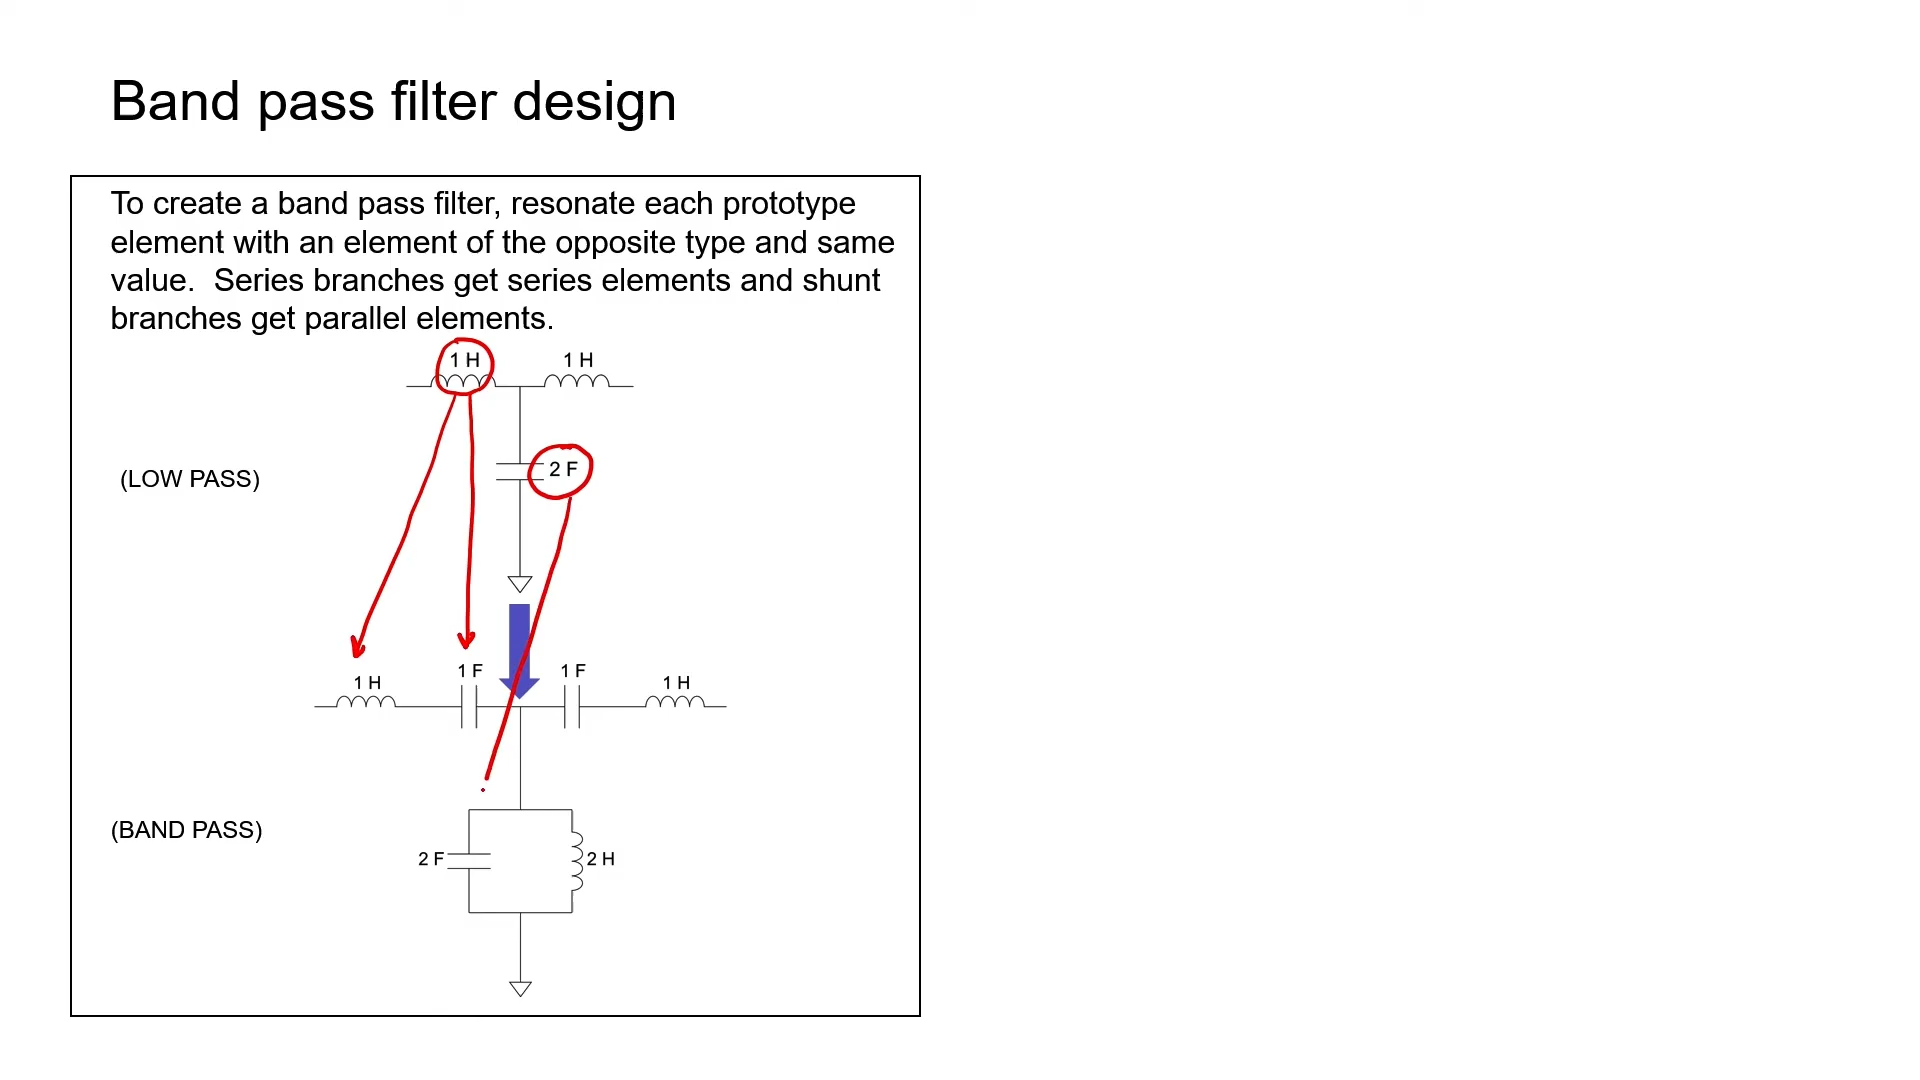 Band pass filter design
To create a band pass filter, resonate each prototype
element with an element of the opposite type and same
value. Series branches get series elements and shunt
branches get parallel elements.
1 H 1 H
2 F
(LOW PASS)
1 F 1 F
1 H 1 H
(BAND PASS)
2 F 2 H